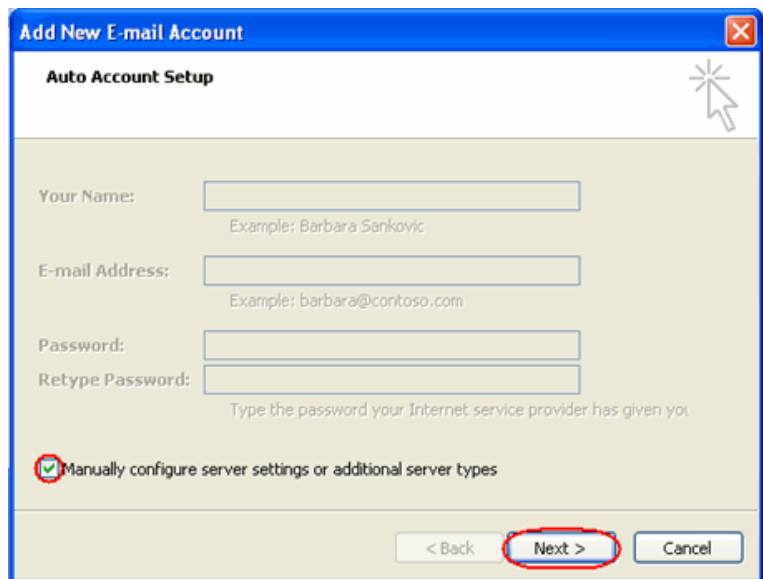 Add New E-mail Account
Auto Account Setup
Your Name:
Example: Barbara Sankovic
E-mail Address:
Example: barbara@contoso.com
Password:
Retype Password:
Type the password your Internet service provider has given you
Manually configure server settings or additional server types
< Back Next > Cancel